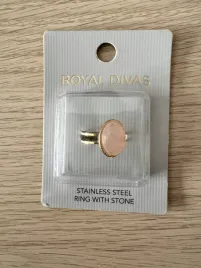 ROYAL DIVAS
STAINLESS STEEL
RING WITH STONE